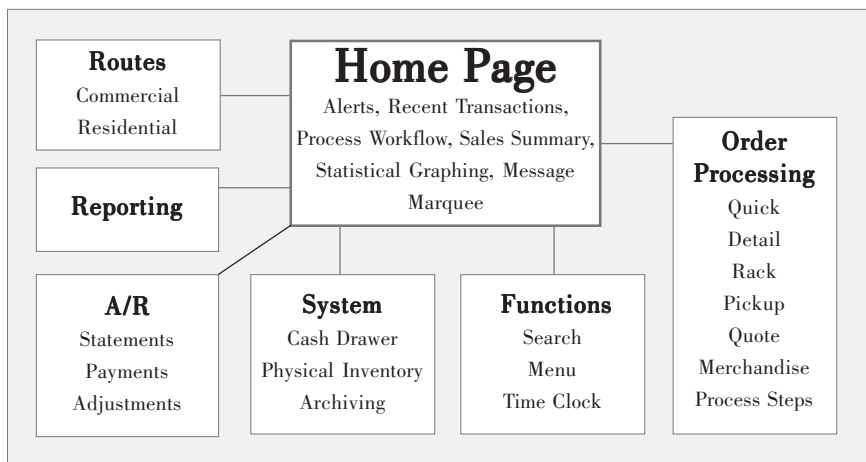 Routes
Commercial
Residential
Home Page
Alerts, Recent Transactions,
Process Workflow, Sales Summary,
Statistical Graphing, Message
Marquee
Order
Processing
Quick
Detail
Rack
Pickup
Quote
Merchandise
Process Steps
Reporting
A/R
Statements
Payments
Adjustments
System
Cash Drawer
Physical Inventory
Archiving
Functions
Search
Menu
Time Clock